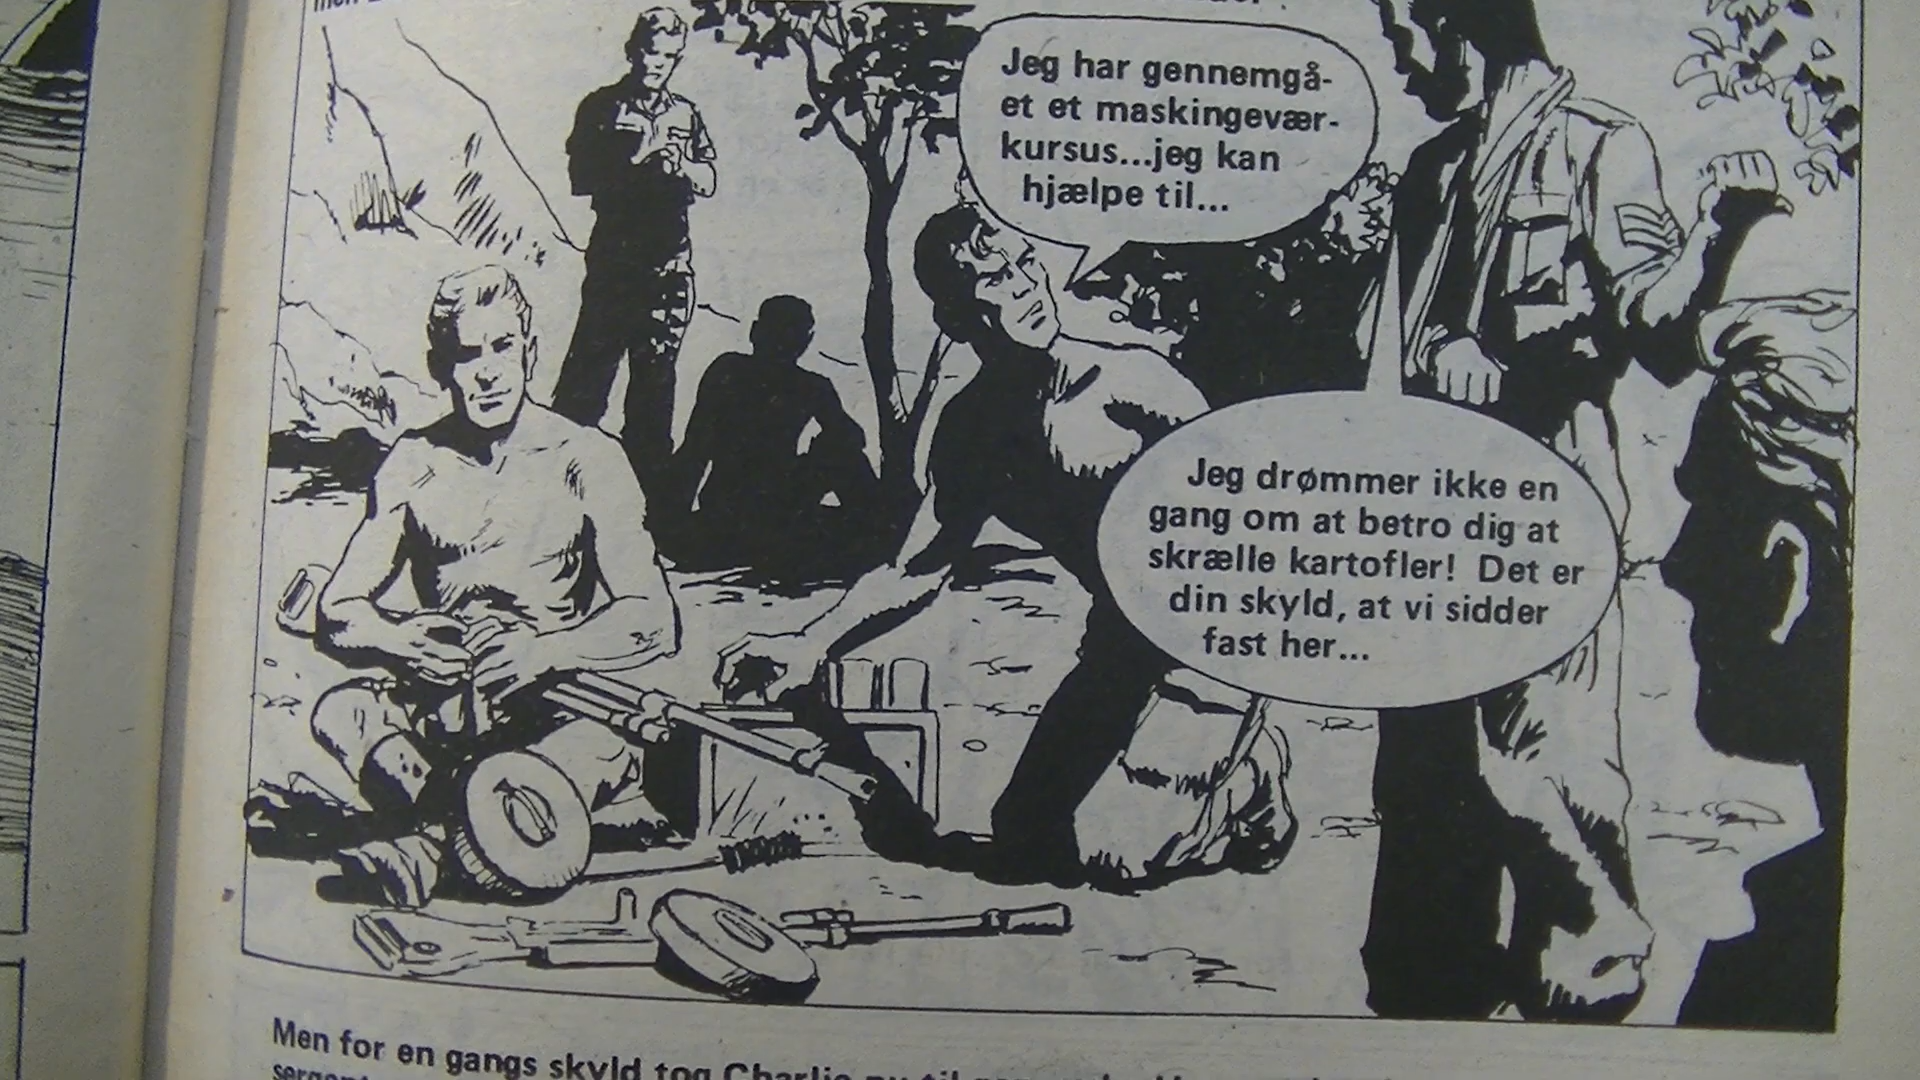 Jeg har gennemgå-
et et maskingevær-
kursus...jeg kan
hjælpe til...
Jeg drømmer ikke en
gang om at betro dig at
skrælle kartofler! Det er
din skyld, at vi sidder
fast her...
Men for en gangs skyld tog Charlie